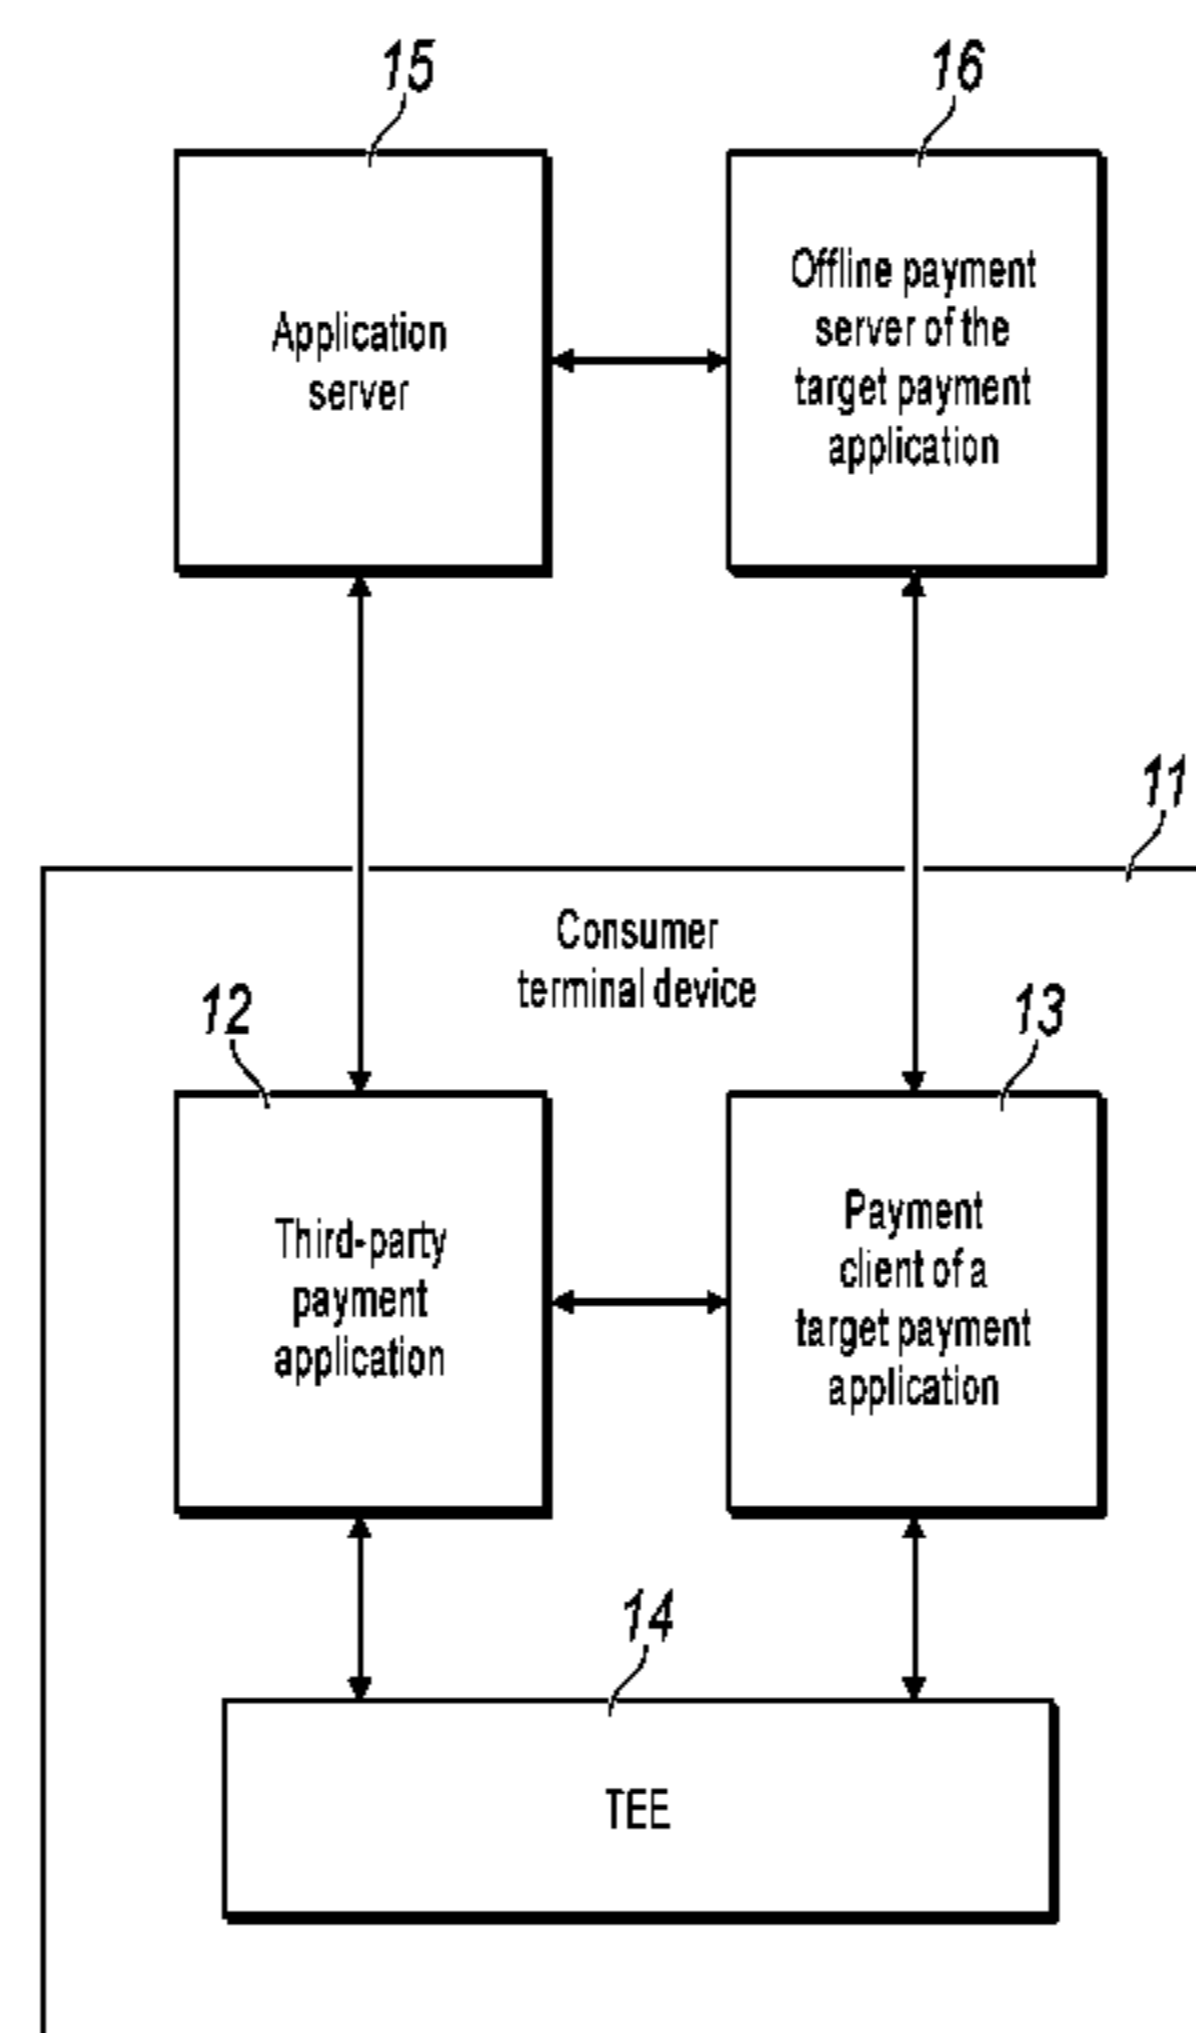 15
16
Application
server
Offline payment
server of the
target payment
application
11
Consumer
terminal device
12
13
Third-party
payment
application
Payment
client of a
target payment
application
14
TEE